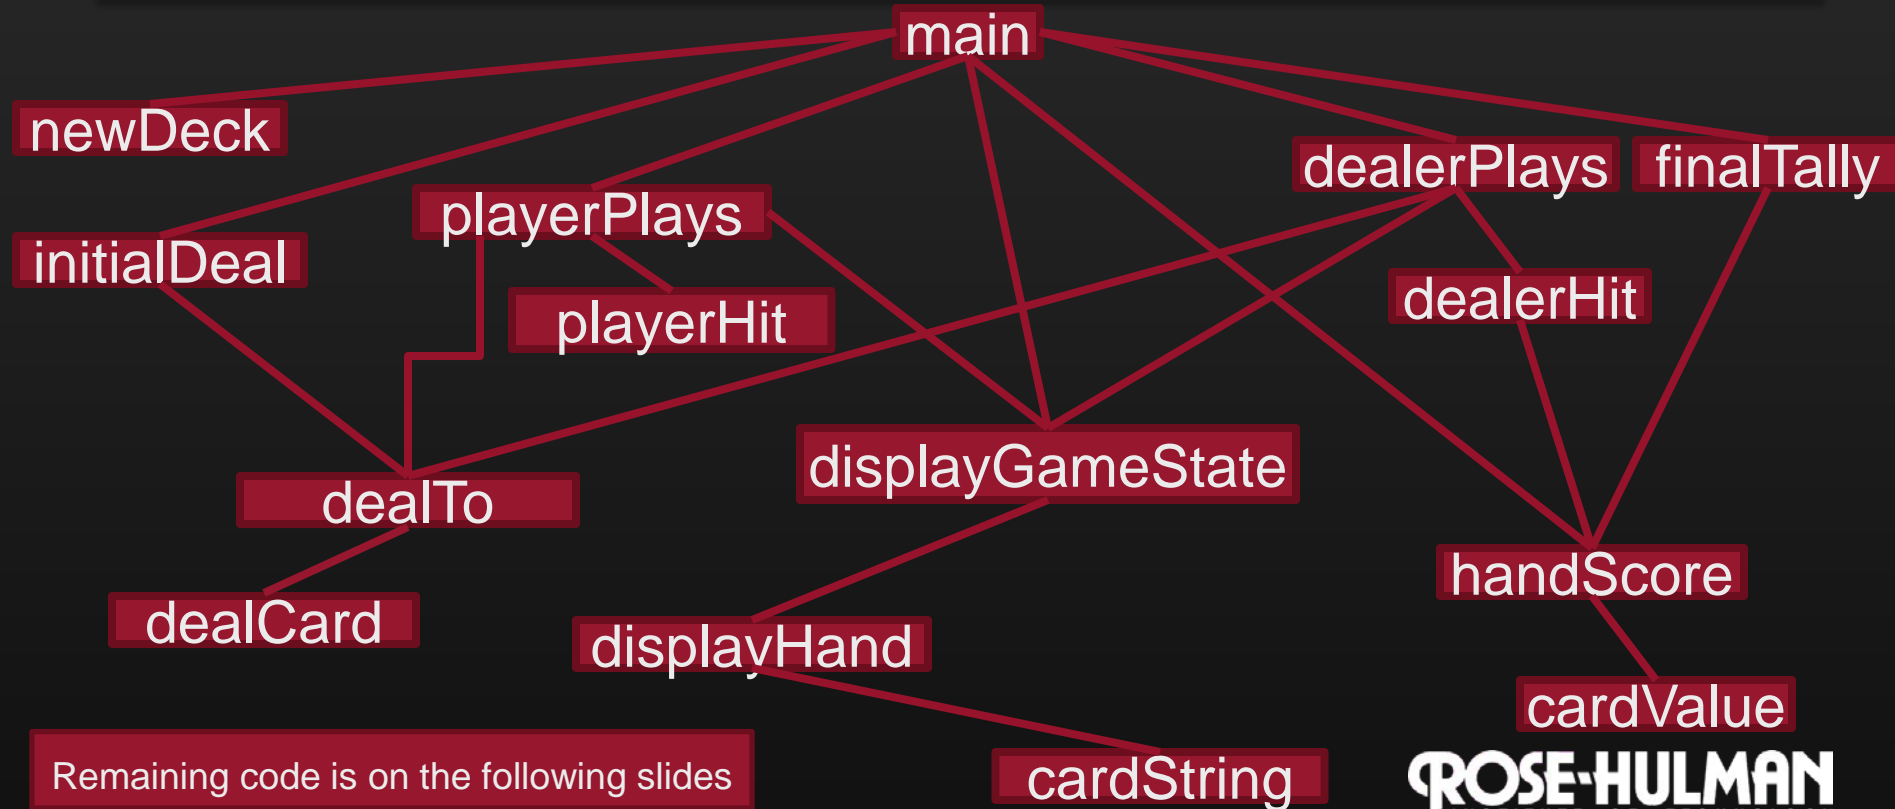 main
newDeck
dealerPlays
finalTally
playerPlays
initialDeal
dealerHit
playerHit
displayGameState
dealTo
handScore
dealCard
displayHand
cardValue
cardString
Remaining code is on the following slides
ROSE-HULMAN